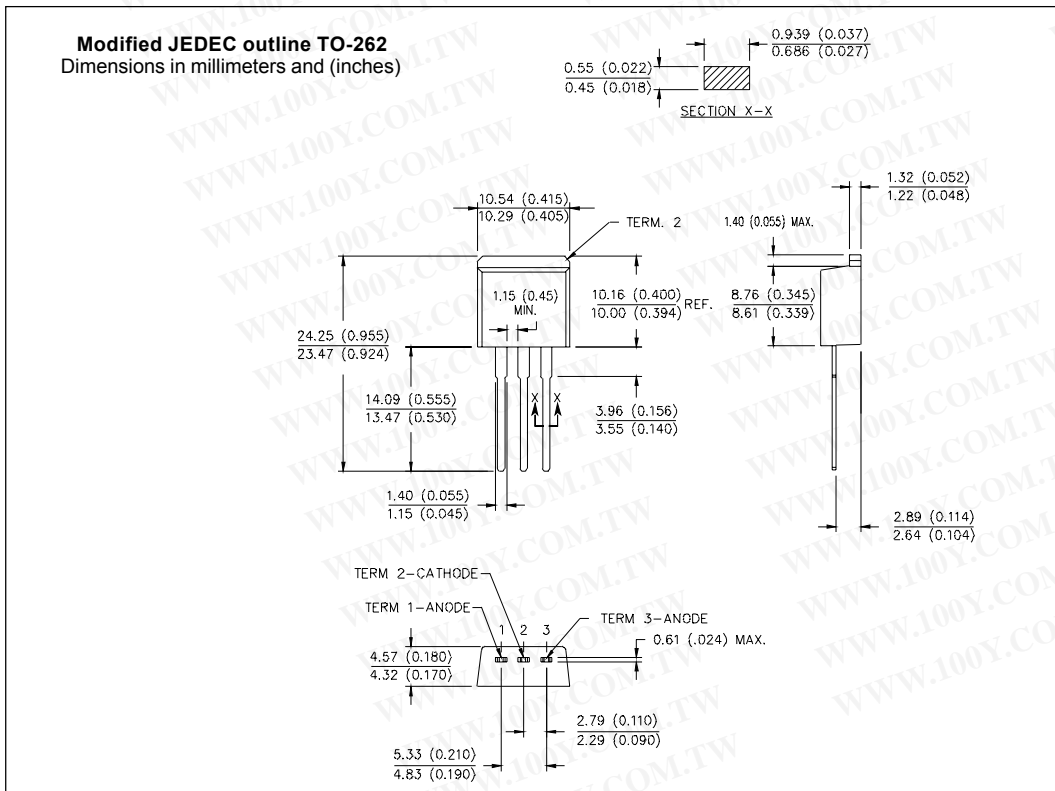 Modified JEDEC outline TO-262
Dimensions in millimeters and (inches)
0.939 (0.037)
0.686 (0.027)
0.55 (0.022)
0.45 (0.018)
SECTION X-X
1.32 (0.052)
1.22 (0.048)
10.54 (0.415)
10.29 (0.405)
TERM. 2
1.40 (0.055) MAX.
1.15 (0.45)
MIN.
10.16 (0.400)
10.00 (0.394)
REF.
8.76 (0.345)
8.61 (0.339)
24.25 (0.955)
23.47 (0.924)
14.09 (0.555)
13.47 (0.530)
X X
3.96 (0.156)
3.55 (0.140)
1.40 (0.055)
1.15 (0.045)
2.89 (0.114)
2.64 (0.104)
TERM 2-CATHODE
TERM 1-ANODE
TERM 3-ANODE
1 2 3
0.61 (.024) MAX.
4.57 (0.180)
4.32 (0.170)
2.79 (0.110)
2.29 (0.090)
5.33 (0.210)
4.83 (0.190)
WWW.100Y.COM.TW